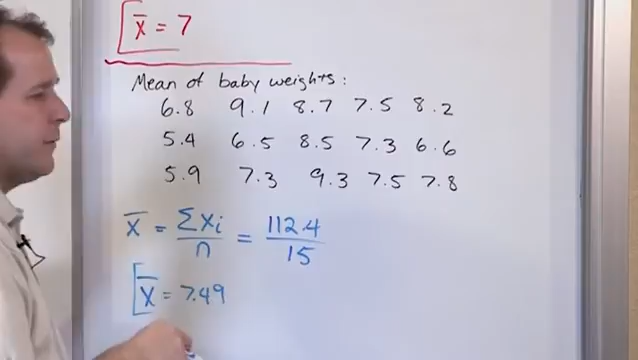 x̄ = 7
Mean of baby weights:
6.8 9.1 8.7 7.5 8.2
5.4 6.5 8.5 7.3 6.6
5.9 7.3 9.3 7.5 7.8
x̄ = Σxi/n = 112.4/15
x̄ = 7.49